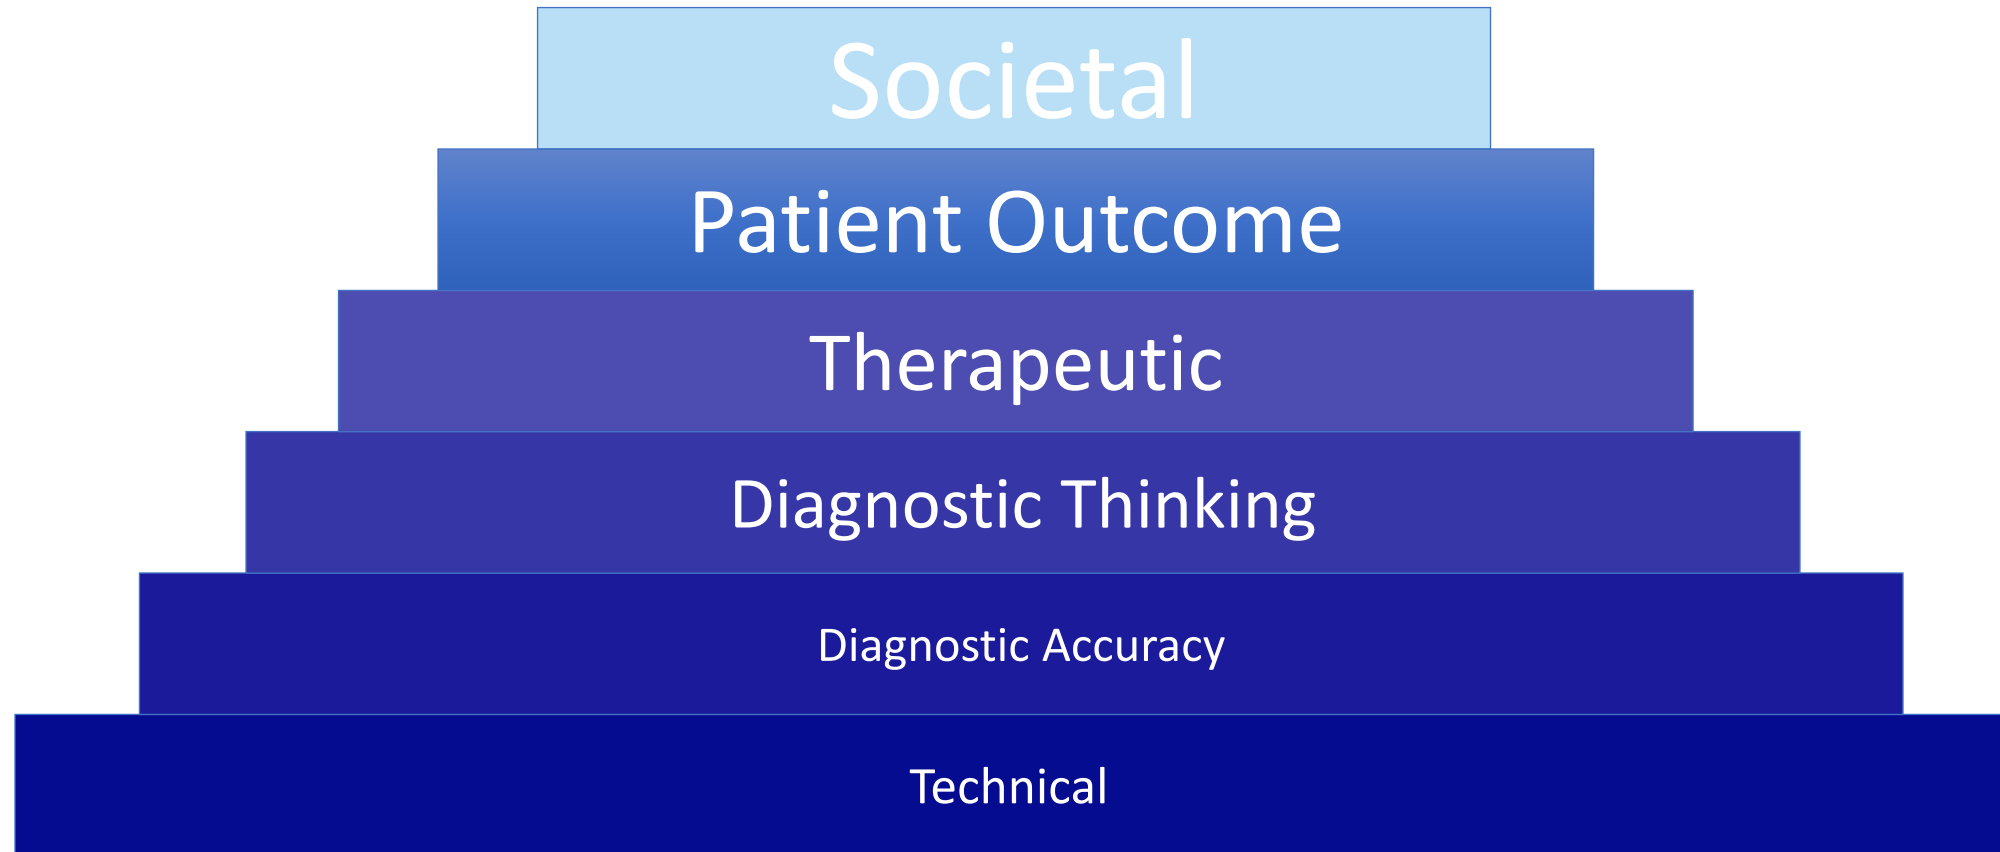 Societal
Patient Outcome
Therapeutic
Diagnostic Thinking
Diagnostic Accuracy
Technical